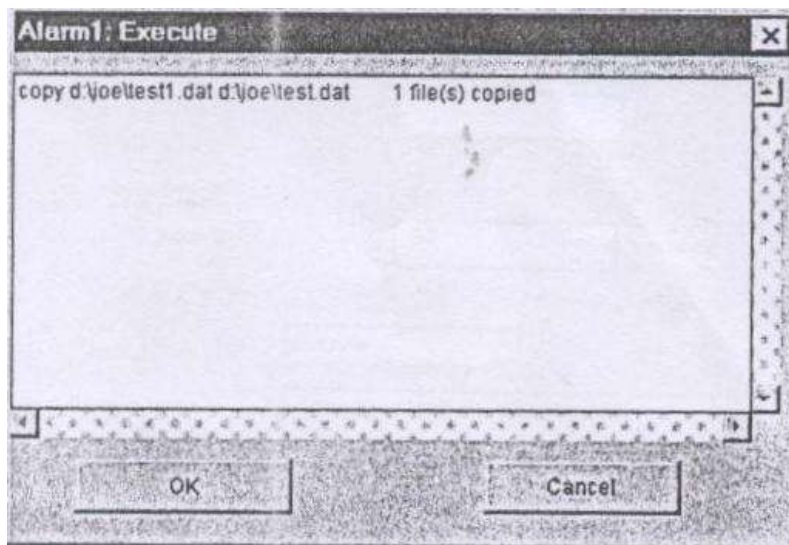 Alarm1: Execute
copy d:\joe\test1.dat d:\joe\test.dat 1 file(s) copied
OK
Cancel